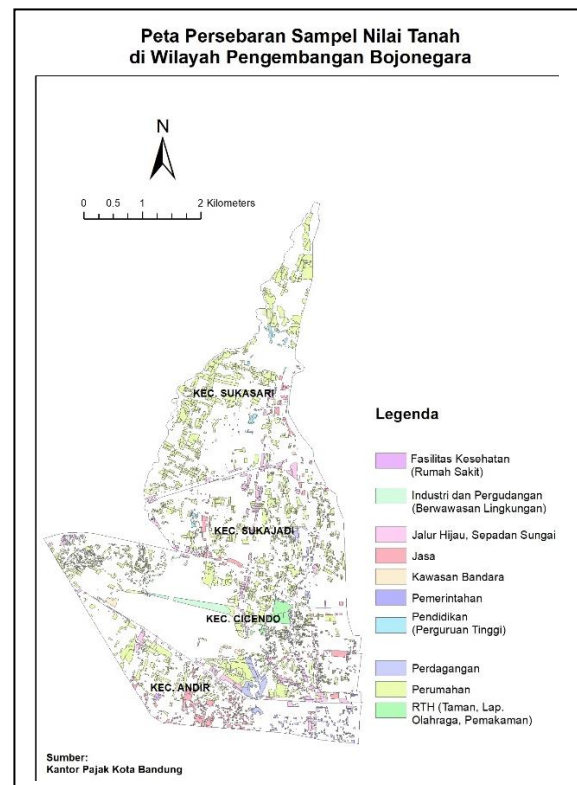 Peta Persebaran Sampel Nilai Tanah
di Wilayah Pengembangan Bojonegara
N
0 0.5 1 2 Kilometers
KEC. SUKASARI
KEC. SUKAJADI
KEC. CICENDO
KEC. ANDIR
Legenda
Fasilitas Kesehatan
(Rumah Sakit)
Industri dan Pergudangan
(Berwawasan Lingkungan)
Jalur Hijau, Sepadan Sungai
Jasa
Kawasan Bandara
Pemerintahan
Pendidikan
(Perguruan Tinggi)
Perdagangan
Perumahan
RTH (Taman, Lap.
Olahraga, Pemakaman)
Sumber:
Kantor Pajak Kota Bandung